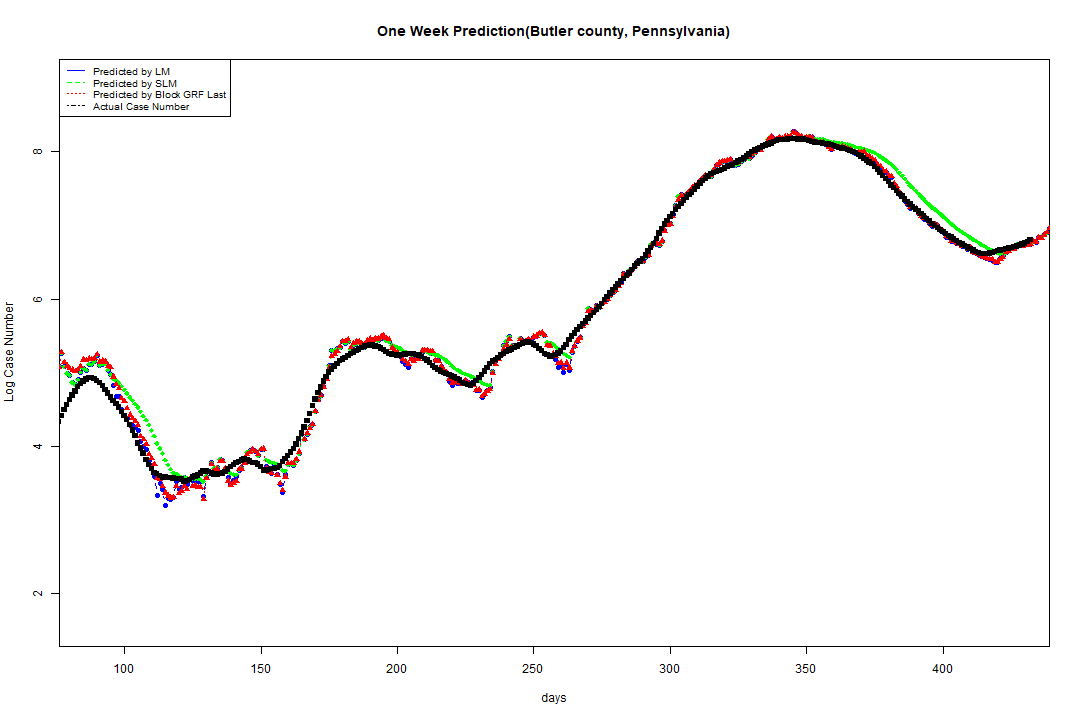 One Week Prediction(Butler county, Pennsylvania)
Predicted by LM
Predicted by SLM
Predicted by Block GRF Last
Actual Case Number
8
6
4
2
Log Case Number
100 150 200 250 300 350 400
days